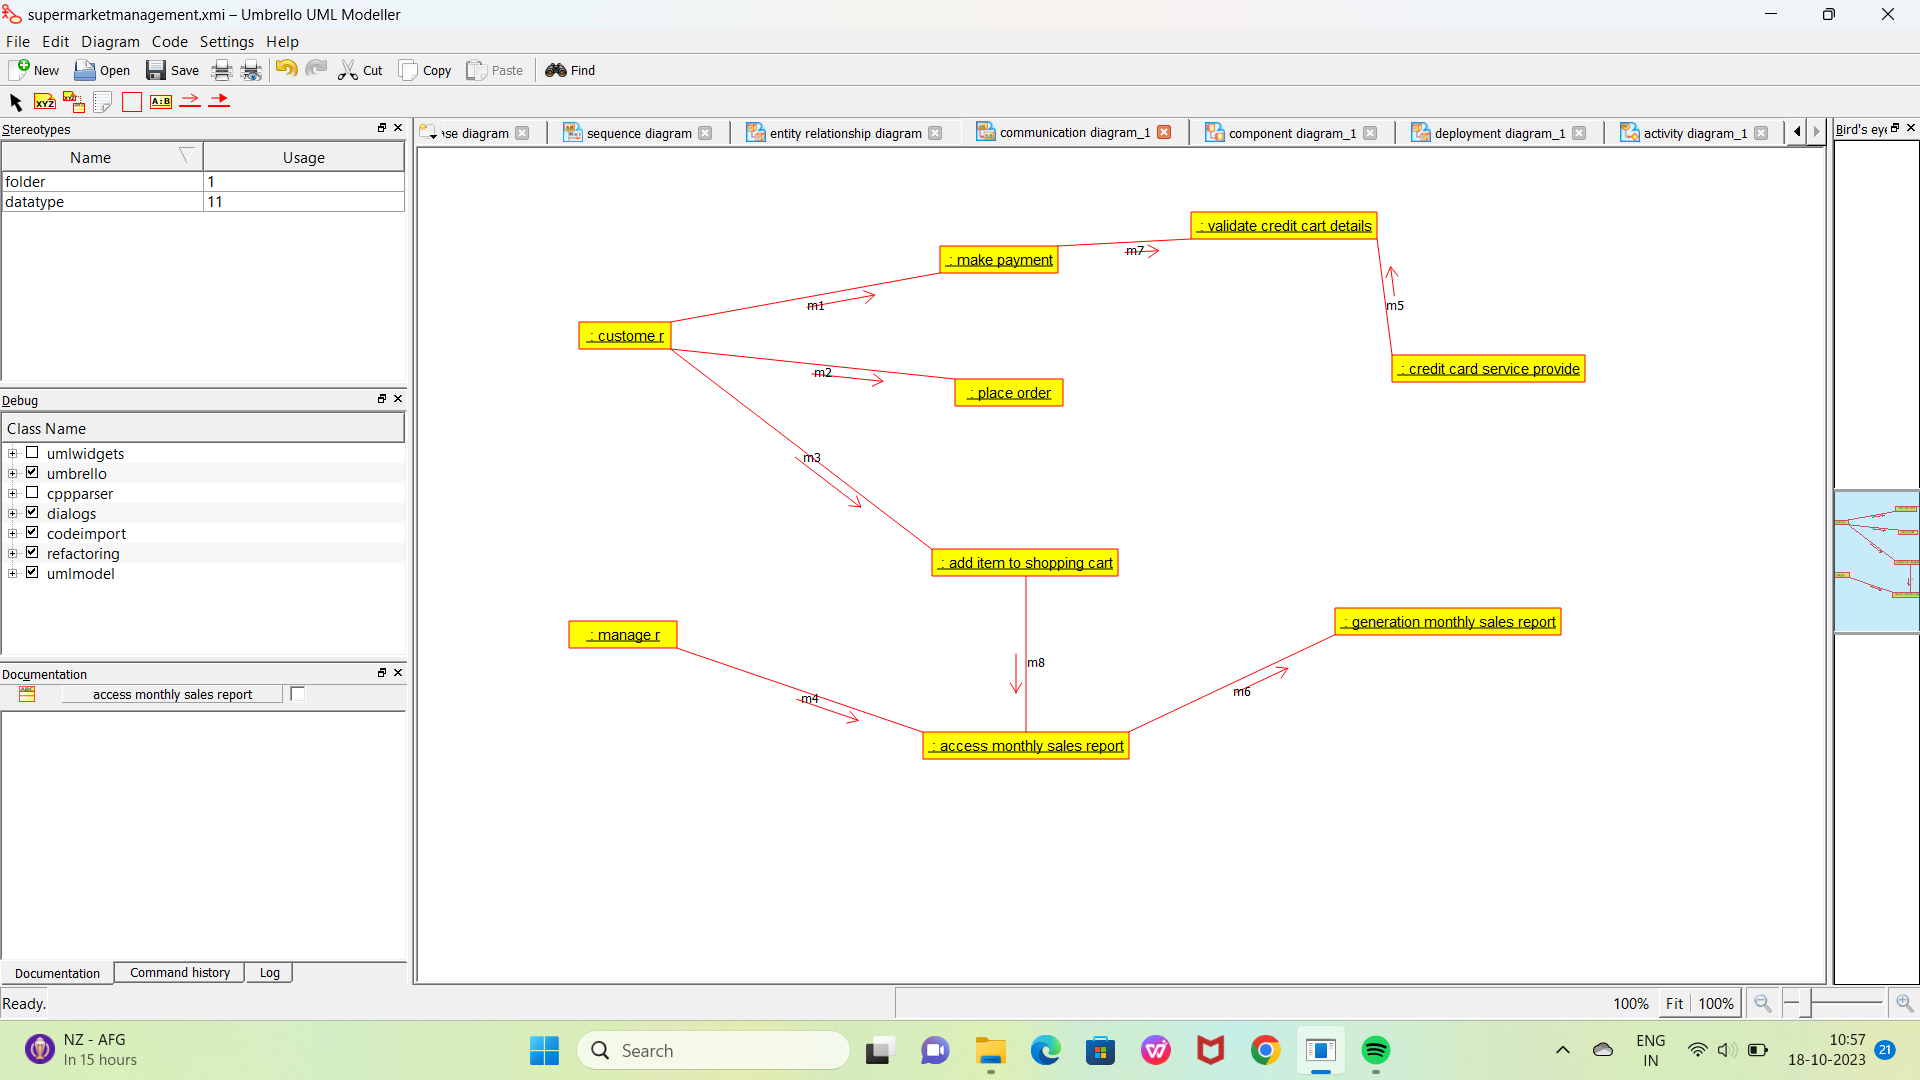 supermarketmanagement.xmi – Umbrello UML Modeller
File Edit Diagram Code Settings Help
New Open Save Cut Copy Paste Find
XYZ XYZ A:B
Stereotypes
Name Usage
folder 1
datatype 11
Debug
Class Name
umlwidgets
umbrello
cppparser
dialogs
codeimport
refactoring
umlmodel
Documentation
ABC access monthly sales report
Documentation Command history Log
ase diagram sequence diagram entity relationship diagram communication diagram_1 component diagram_1 deployment diagram_1 activity diagram_1
Bird's eye
: validate credit cart details
m7
: make payment
m1
m5
: custome r
m2
: credit card service provide
: place order
m3
: add item to shopping cart
: generation monthly sales report
: manage r
m8
m6
m4
: access monthly sales report
Ready.
100% Fit 100%
NZ - AFG
In 15 hours
Search
ENG
IN
10:57
18-10-2023
21